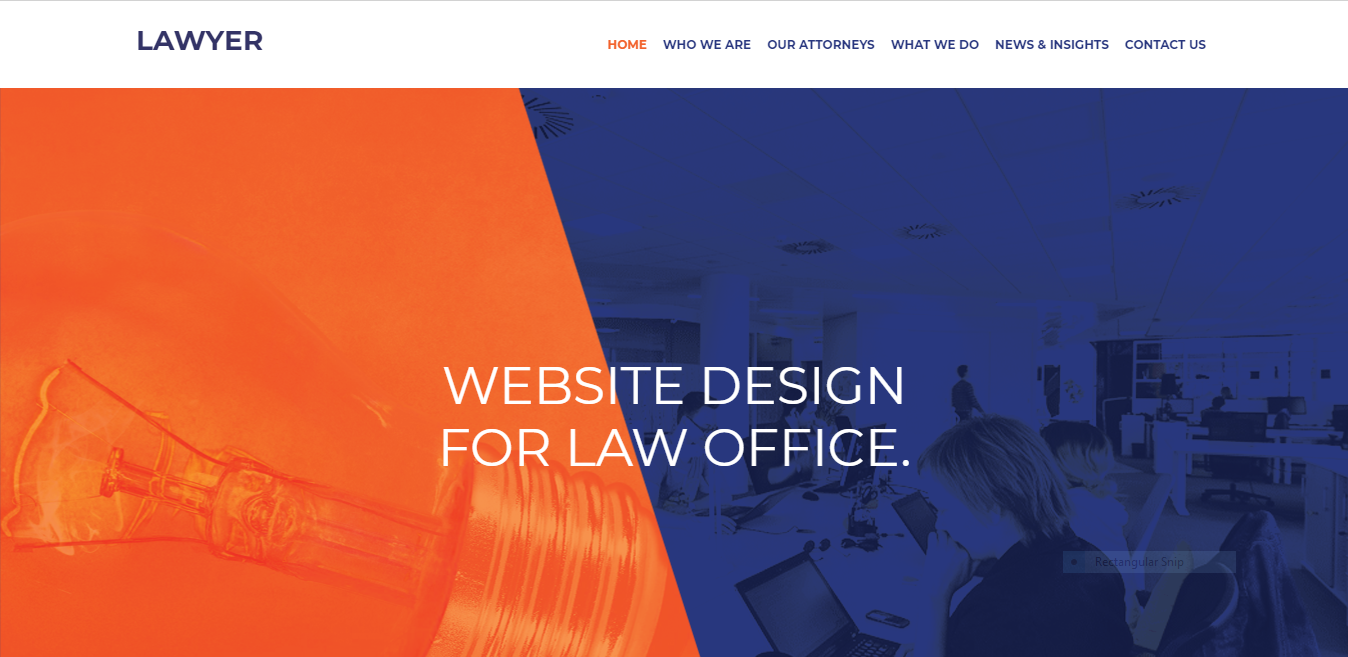 LAWYER
HOME WHO WE ARE OUR ATTORNEYS WHAT WE DO NEWS & INSIGHTS CONTACT US
WEBSITE DESIGN
FOR LAW OFFICE.
Rectangular Snip